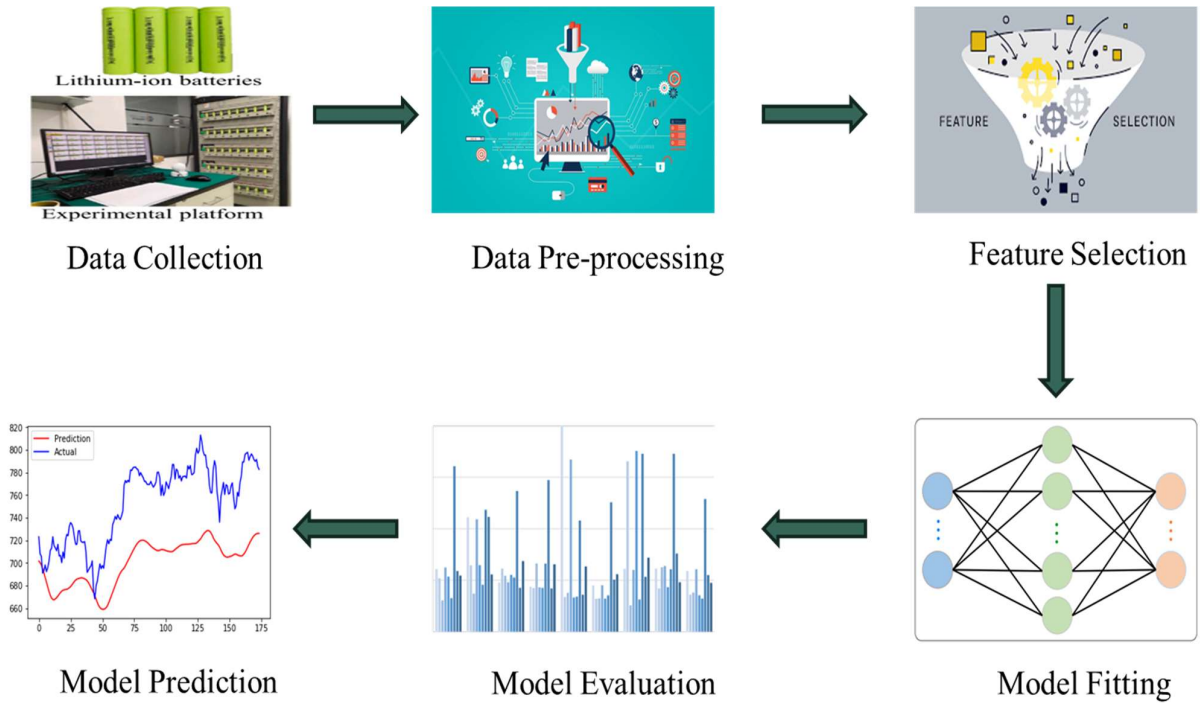 Lithium-ion batteries
Experimental platform
Data Collection
Data Pre-processing
FEATURE
SELECTION
Feature Selection
820
800
780
760
740
720
700
680
660
0
25
50
75
100
125
150
175
Prediction
Actual
Model Prediction
Model Evaluation
Model Fitting